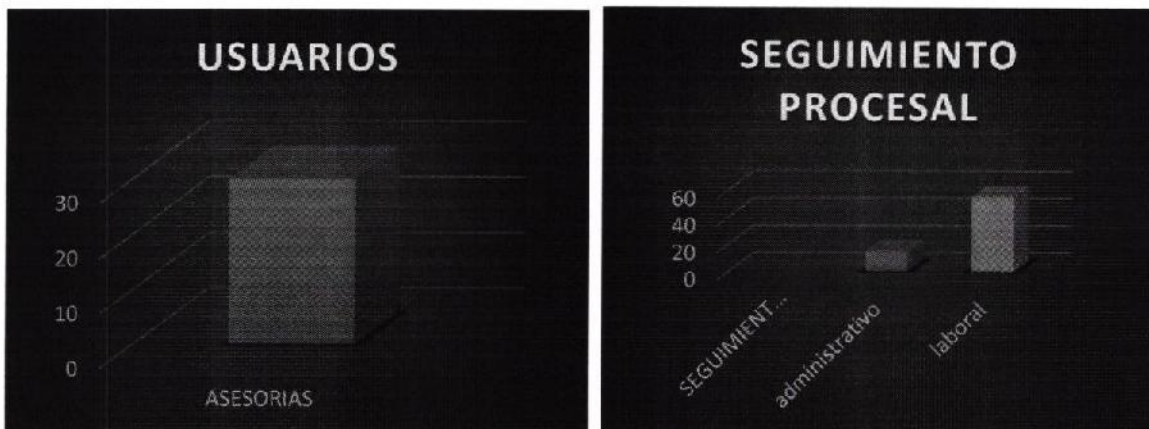 USUARIOS
30
20
10
0
ASESORIAS
SEGUIMIENTO
PROCESAL
60
40
20
0
SEGUIMIENT...
administrativo
laboral